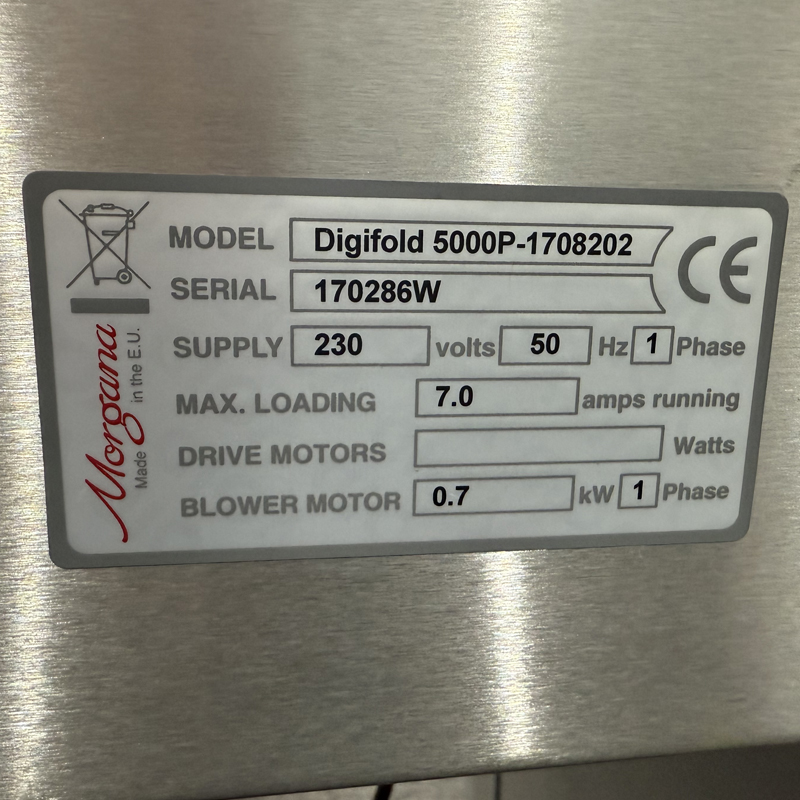 MODEL Digifold 5000P-1708202
SERIAL 170286W
CE
SUPPLY 230 volts 50 Hz 1 Phase
MAX. LOADING 7.0 amps running
DRIVE MOTORS Watts
BLOWER MOTOR 0.7 kW 1 Phase
Morgana
Made in the E.U.